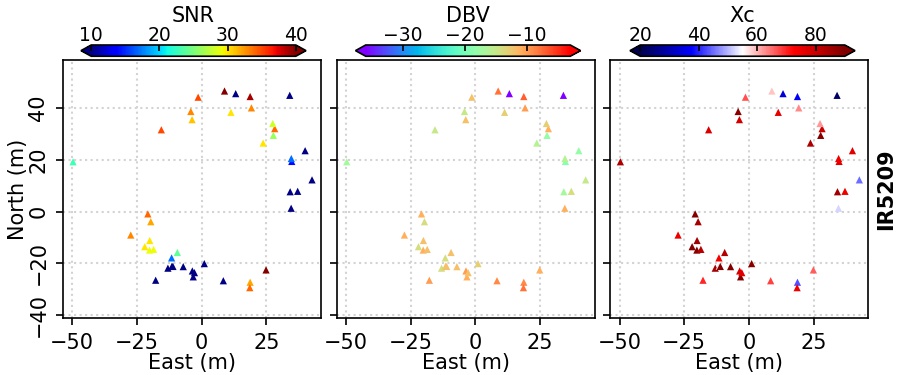 SNR DBV Xc
10 20 30 40 −30 −20 −10 20 40 60 80
40
20
0
−20
−40
North (m)
IR5209
−50 −25 0 25 −50 −25 0 25 −50 −25 0 25
East (m) East (m) East (m)